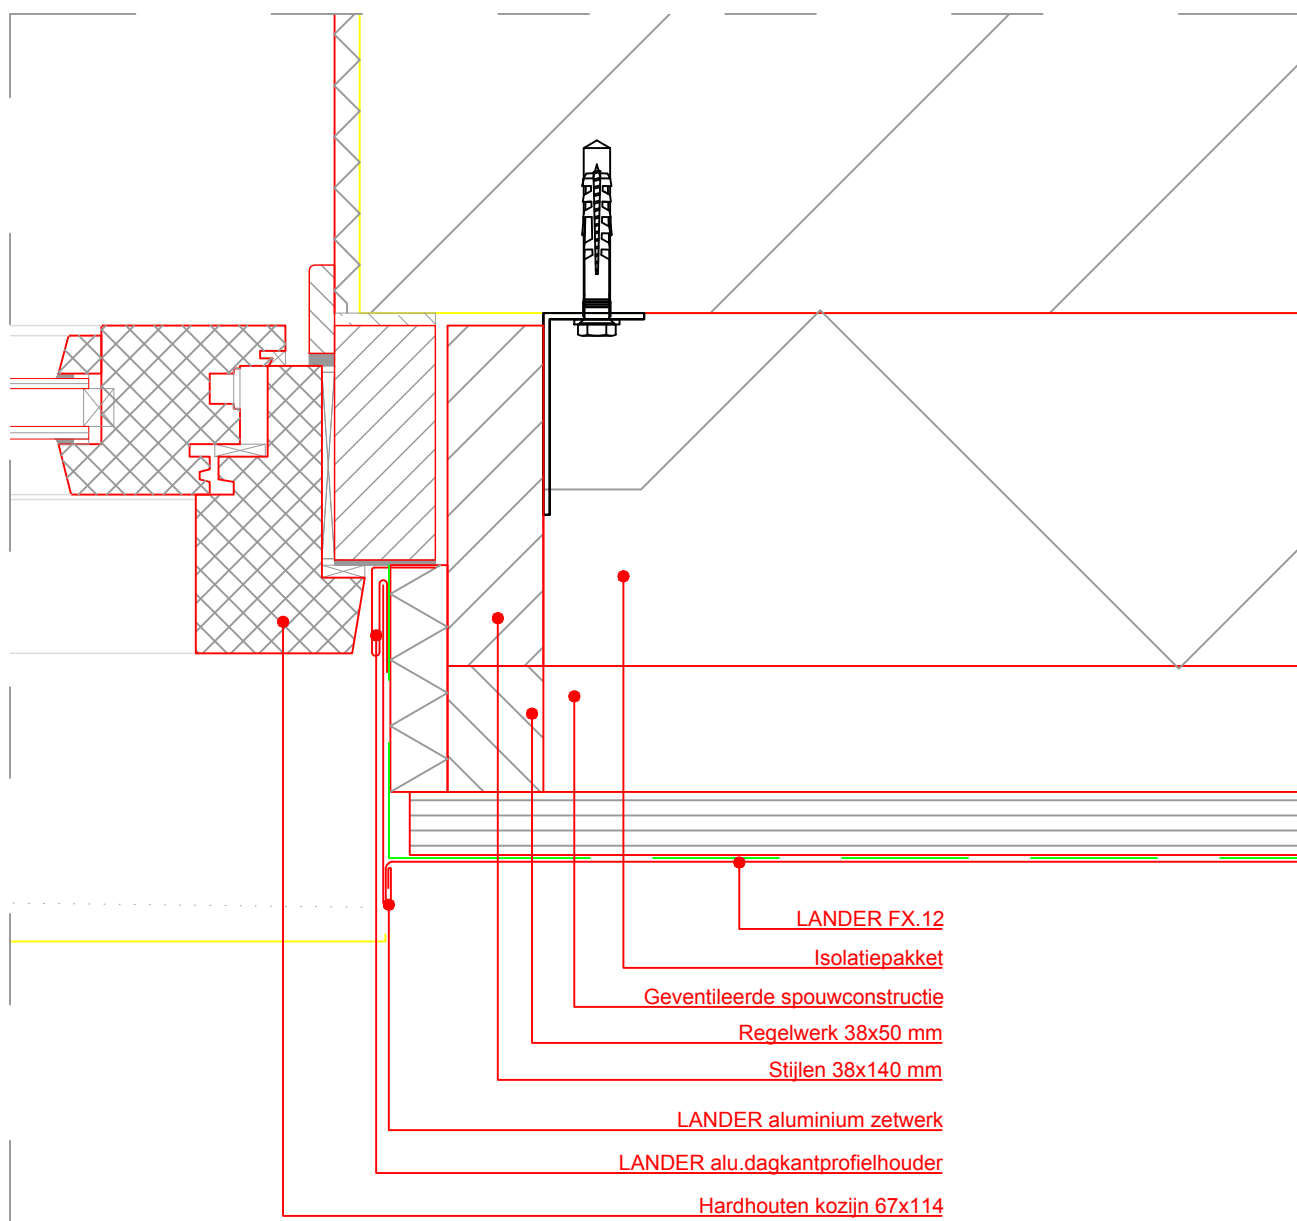 LANDER FX.12
Isolatiepakket
Geventileerde spouwconstructie
Regelwerk 38x50 mm
Stijlen 38x140 mm
LANDER aluminium zetwerk
LANDER alu.dagkantprofielhouder
Hardhouten kozijn 67x114